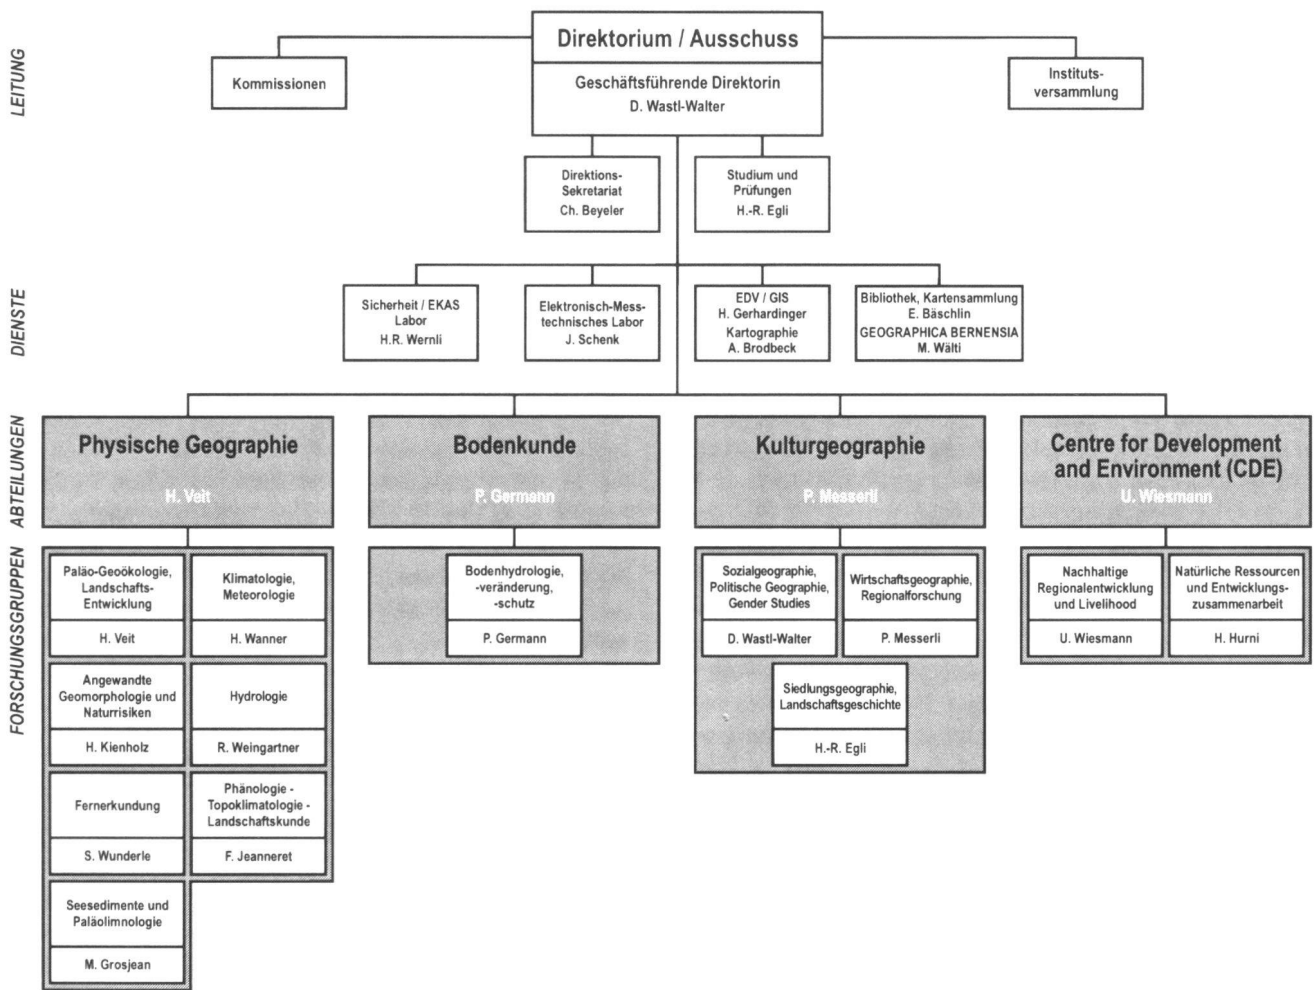 LEITUNG
Direktorium / Ausschuss
Geschäftsführende Direktorin
D. Wastl-Walter
Kommissionen
Instituts-
versammlung
Direktions-
Sekretariat
Ch. Beyeler
Studium und
Prüfungen
H.-R. Egli
DIENSTE
Sicherheit / EKAS
Labor
H.R. Wernli
Elektronisch-Mess-
technisches Labor
J. Schenk
EDV / GIS
H. Gerhardinger
Kartographie
A. Brodbeck
Bibliothek, Kartensammlung
E. Bäschlin
GEOGRAPHICA BERNENSIA
M. Wälti
ABTEILUNGEN
Physische Geographie
H. Veit
Bodenkunde
P. Germann
Kulturgeographie
P. Messerli
Centre for Development
and Environment (CDE)
U. Wiesmann
FORSCHUNGSGRUPPEN
Paläo-Geoökologie,
Landschafts-
Entwicklung
H. Veit
Klimatologie,
Meteorologie
H. Wanner
Angewandte
Geomorphologie und
Naturrisiken
H. Kienholz
Hydrologie
R. Weingartner
Fernerkundung
S. Wunderle
Phänologie -
Topoklimatologie -
Landschaftskunde
F. Jeanneret
Seesedimente und
Paläolimnologie
M. Grosjean
Bodenhydrologie,
-veränderung,
-schutz
P. Germann
Sozialgeographie,
Politische Geographie,
Gender Studies
D. Wastl-Walter
Wirtschaftsgeographie,
Regionalforschung
P. Messerli
Siedlungsgeographie,
Landschaftsgeschichte
H.-R. Egli
Nachhaltige
Regionalentwicklung
und Livelihood
U. Wiesmann
Natürliche Ressourcen
und Entwicklungs-
zusammenarbeit
H. Hurni